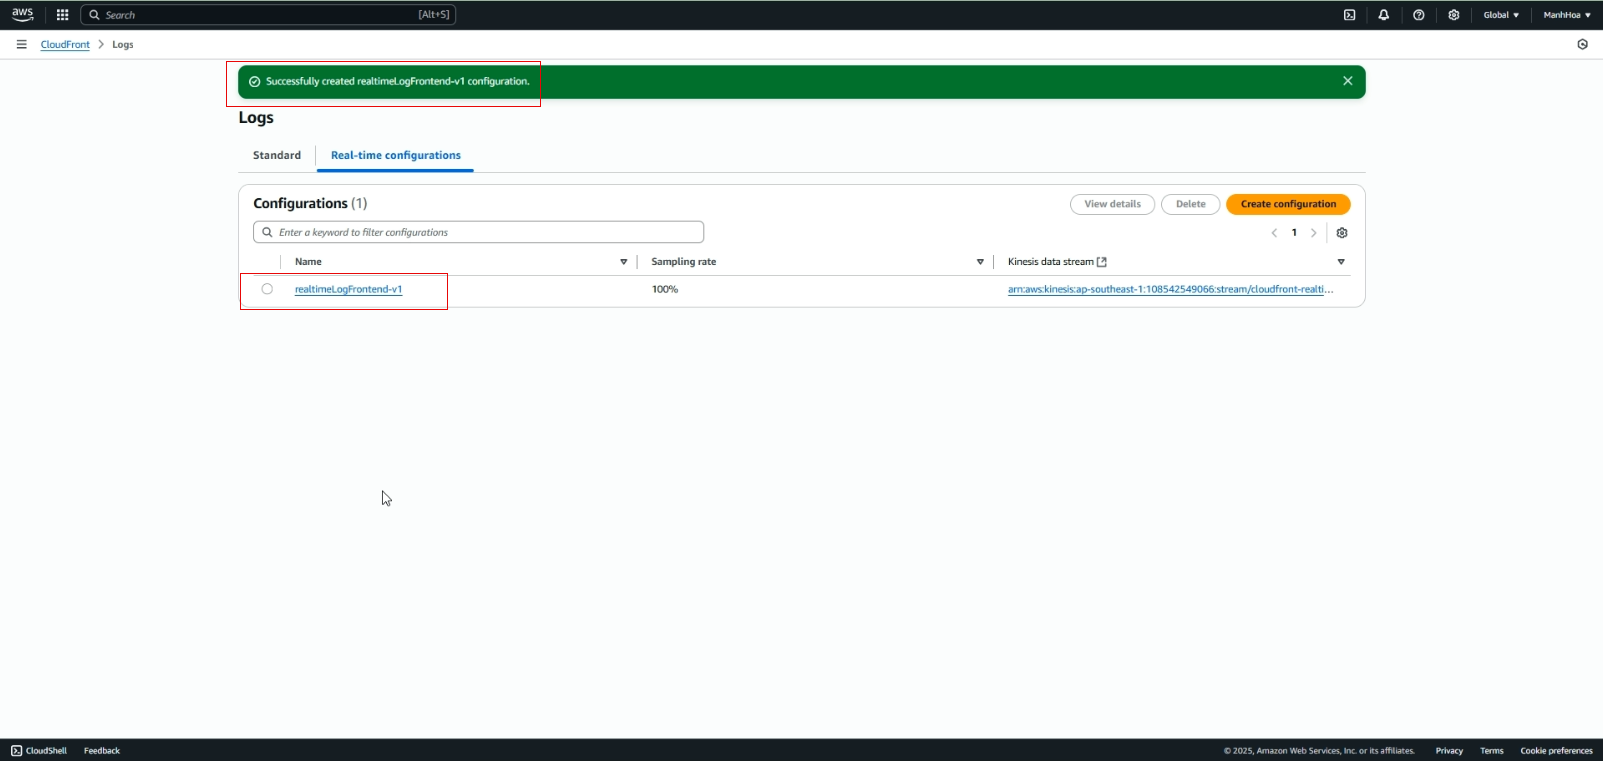 aws Search [Alt+S] Global ManhHoa
CloudFront > Logs
Successfully created realtimeLogFrontend-v1 configuration.
Logs
Standard Real-time configurations
Configurations (1) View details Delete Create configuration
Enter a keyword to filter configurations 1
Name Sampling rate Kinesis data stream
realtimeLogFrontend-v1 100% arn:aws:kinesis:ap-southeast-1:108542549066:stream/cloudfront-realti...
CloudShell Feedback © 2025, Amazon Web Services, Inc. or its affiliates. Privacy Terms Cookie preferences